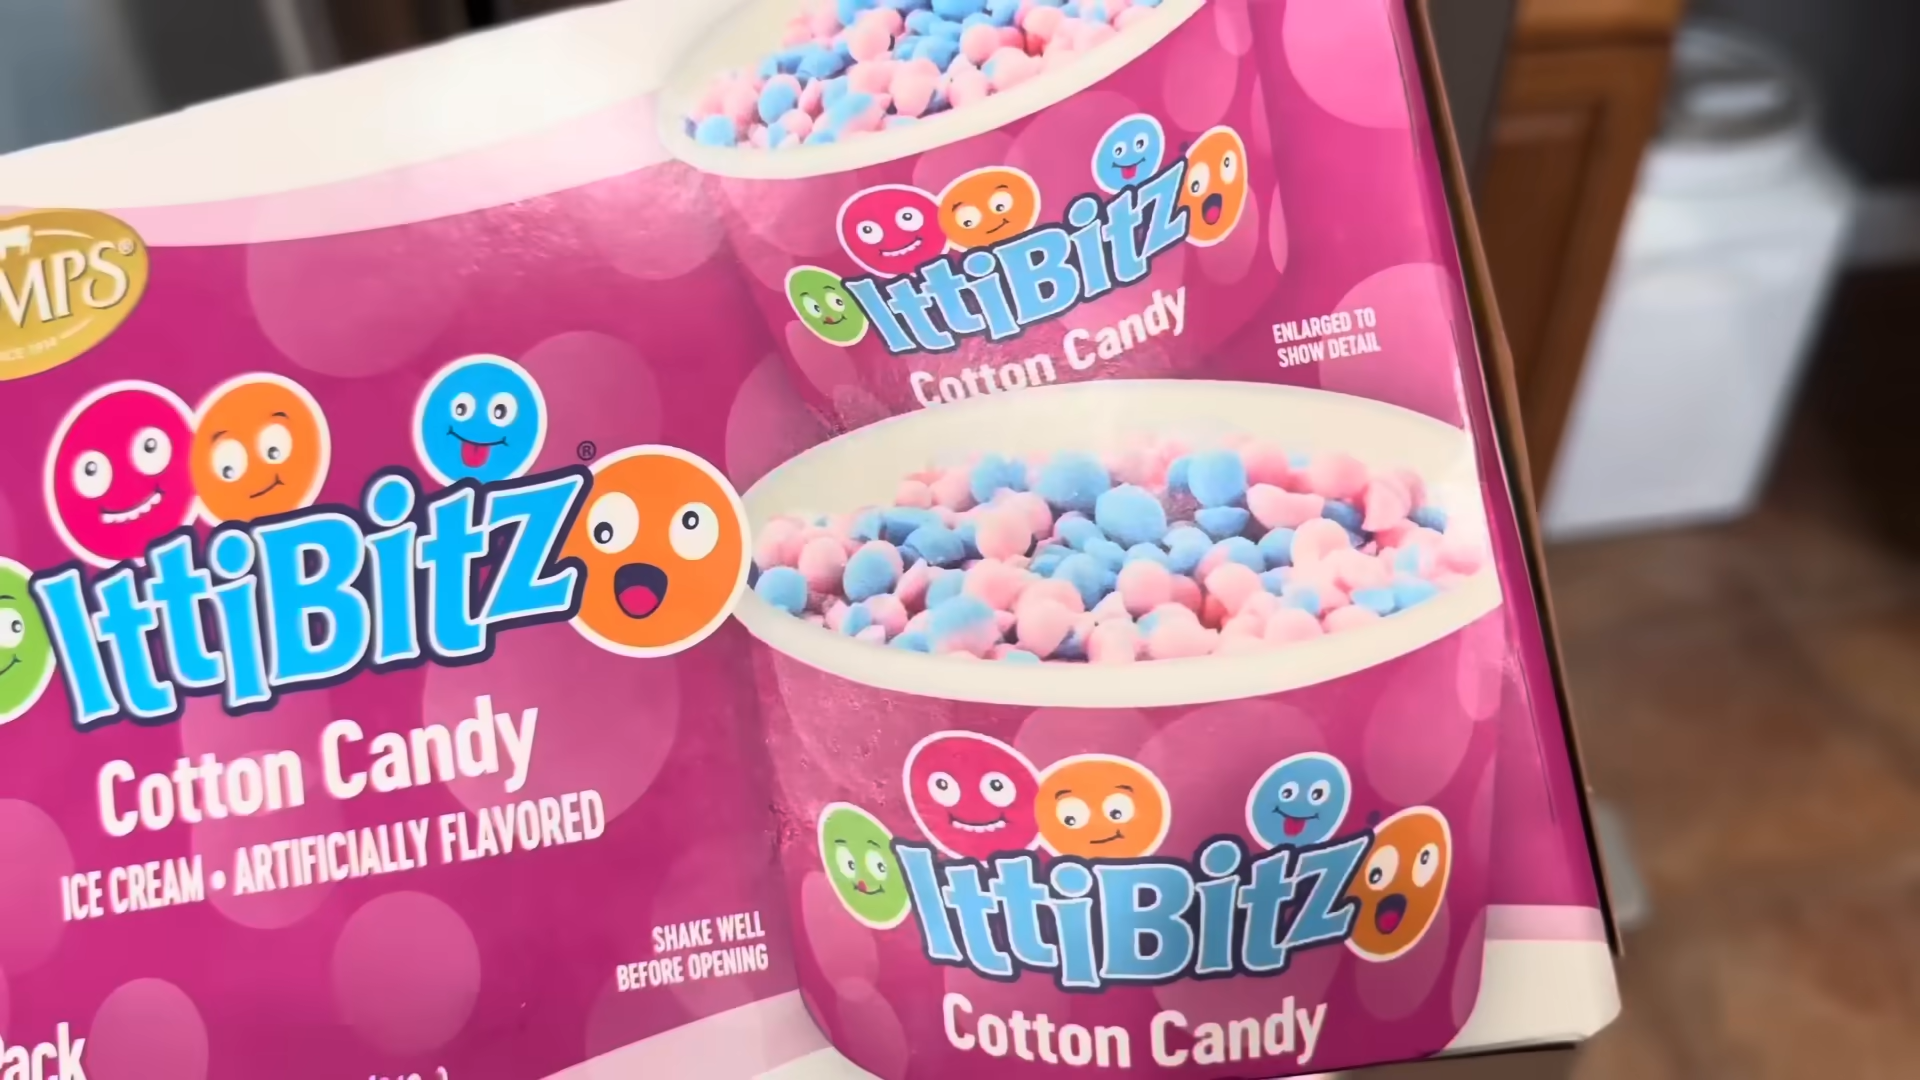 IttiBitz
Cotton Candy
ENLARGED TO
SHOW DETAIL
MPS®
IttiBitz®
Cotton Candy
ICE CREAM • ARTIFICIALLY FLAVORED
SHAKE WELL
BEFORE OPENING
IttiBitz
Cotton Candy